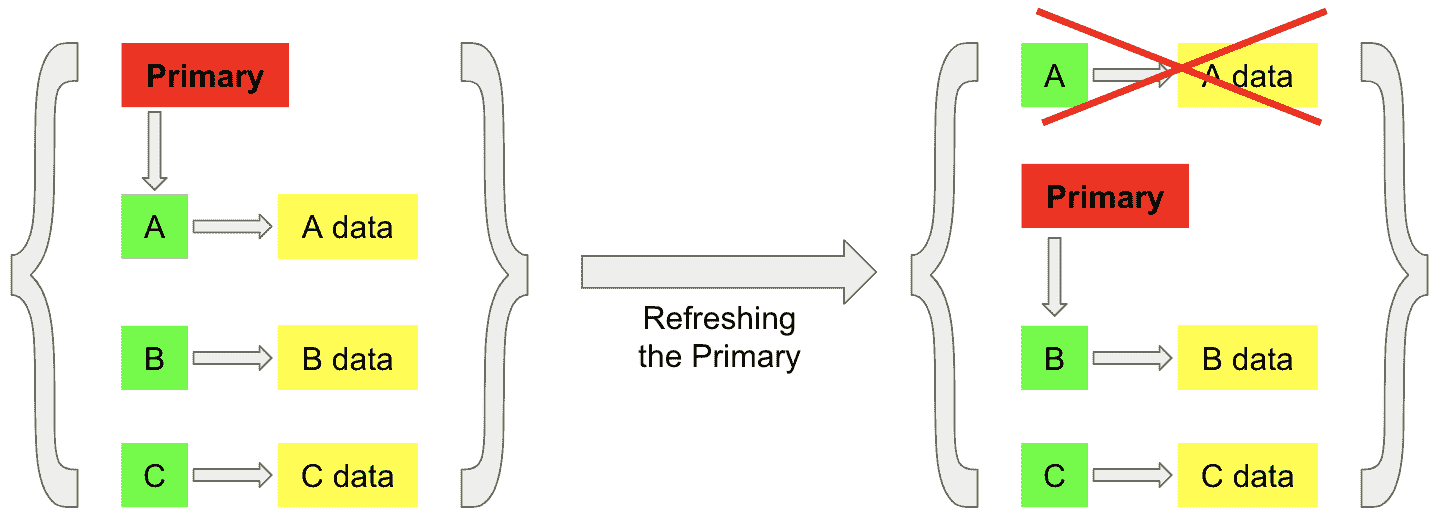 Primary
A
A data
B
B data
C
C data
Refreshing
the Primary
A
A data
Primary
B
B data
C
C data